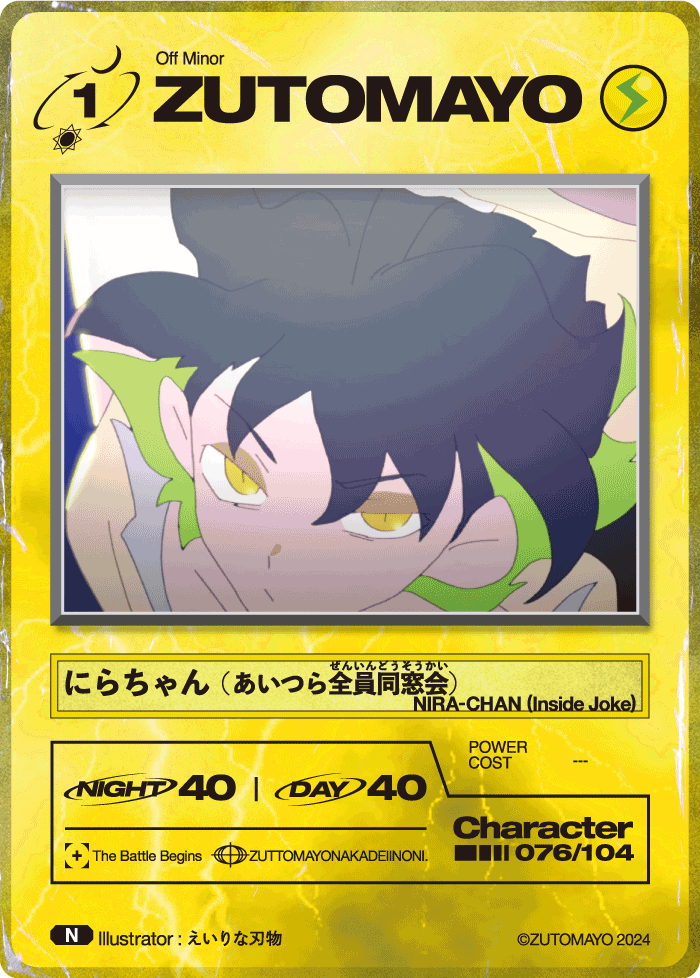 Off Minor
1
ZUTOMAYO
ぜんいんどうそうかい
にらちゃん（あいつら全員同窓会）
NIRA-CHAN (Inside Joke)
NIGHT 40 | DAY 40
POWER
COST ---
The Battle Begins ZUTTOMAYONAKADEIINONI.
Character
076/104
N Illustrator : えいりな刃物
©ZUTOMAYO 2024